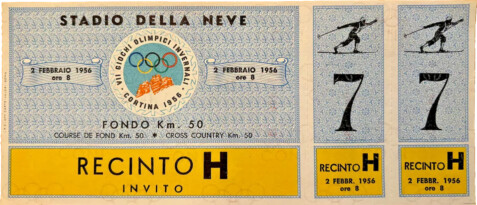 STADIO DELLA NEVE
VII GIOCHI OLIMPICI INVERNALI
CORTINA 1956
2 FEBBRAIO 1956
ore 8
2 FEBBRAIO 1956
ore 8
FONDO Km. 50
COURSE DE FOND Km. 50 * CROSS COUNTRY Km. 50
RECINTO H
INVITO
7
RECINTO H
2 FEBBR. 1956
ore 8
7
RECINTO H
2 FEBBR. 1956
ore 8